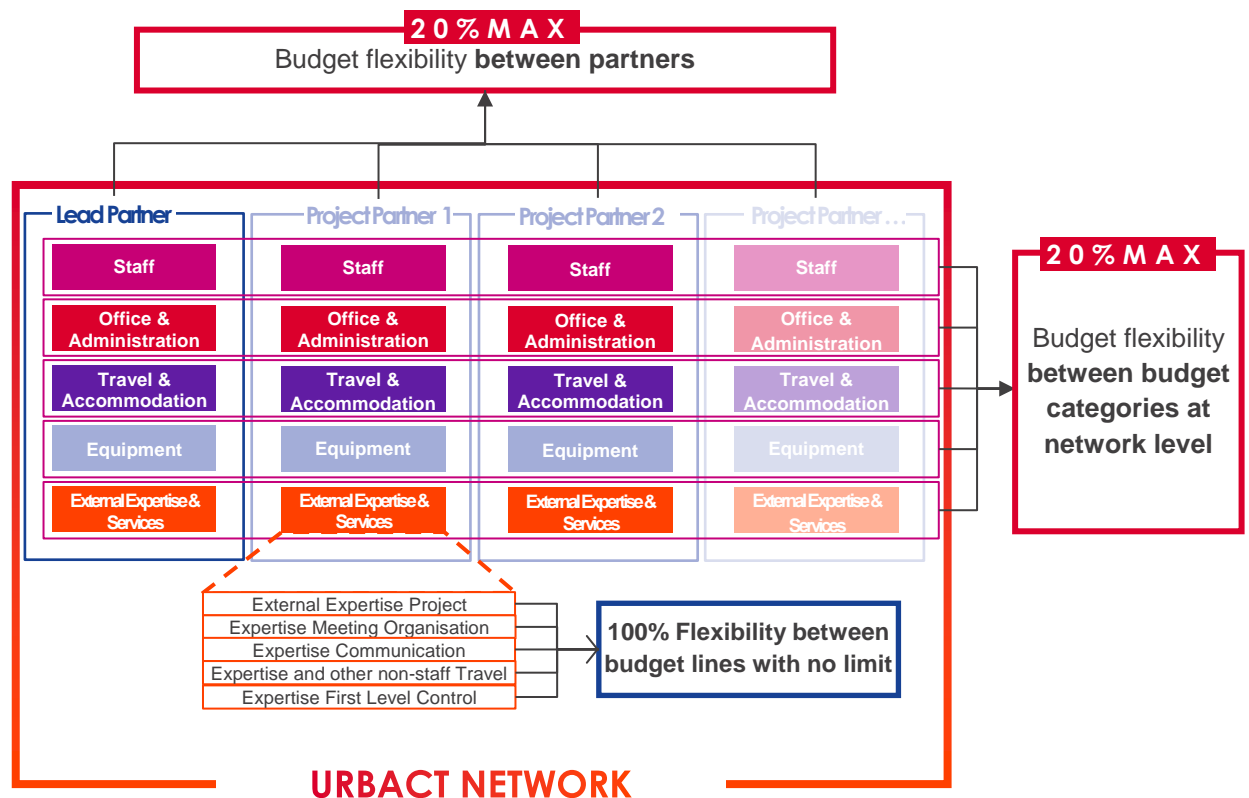 20%MAX
Budget flexibility between partners
Lead Partner
Project Partner 1
Project Partner 2
Project Partner ...
Staff
Staff
Staff
Staff
Office &
Administration
Office &
Administration
Office &
Administration
Office &
Administration
Travel &
Accommodation
Travel &
Accommodation
Travel &
Accommodation
Travel &
Accommodation
Equipment
Equipment
Equipment
Equipment
External Expertise &
Services
External Expertise &
Services
External Expertise &
Services
External Expertise &
Services
20%MAX
Budget flexibility
between budget
categories at
network level
External Expertise Project
Expertise Meeting Organisation
Expertise Communication
Expertise and other non-staff Travel
Expertise First Level Control
100% Flexibility between
budget lines with no limit
URBACT NETWORK